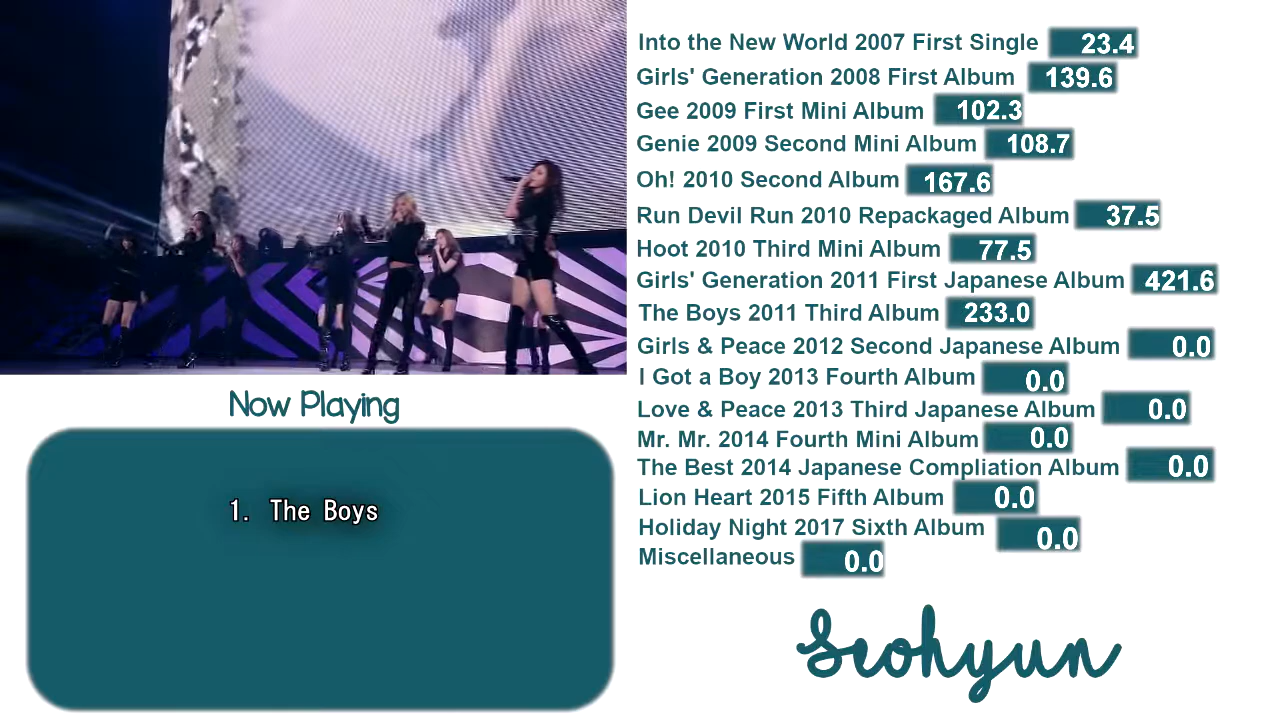 Into the New World 2007 First Single 23.4
Girls' Generation 2008 First Album 139.6
Gee 2009 First Mini Album 102.3
Genie 2009 Second Mini Album 108.7
Oh! 2010 Second Album 167.6
Run Devil Run 2010 Repackaged Album 37.5
Hoot 2010 Third Mini Album 77.5
Girls' Generation 2011 First Japanese Album 421.6
The Boys 2011 Third Album 233.0
Girls & Peace 2012 Second Japanese Album 0.0
I Got a Boy 2013 Fourth Album 0.0
Love & Peace 2013 Third Japanese Album 0.0
Mr. Mr. 2014 Fourth Mini Album 0.0
The Best 2014 Japanese Compliation Album 0.0
Lion Heart 2015 Fifth Album 0.0
Holiday Night 2017 Sixth Album 0.0
Miscellaneous 0.0
Now Playing
1. The Boys
Seohyun